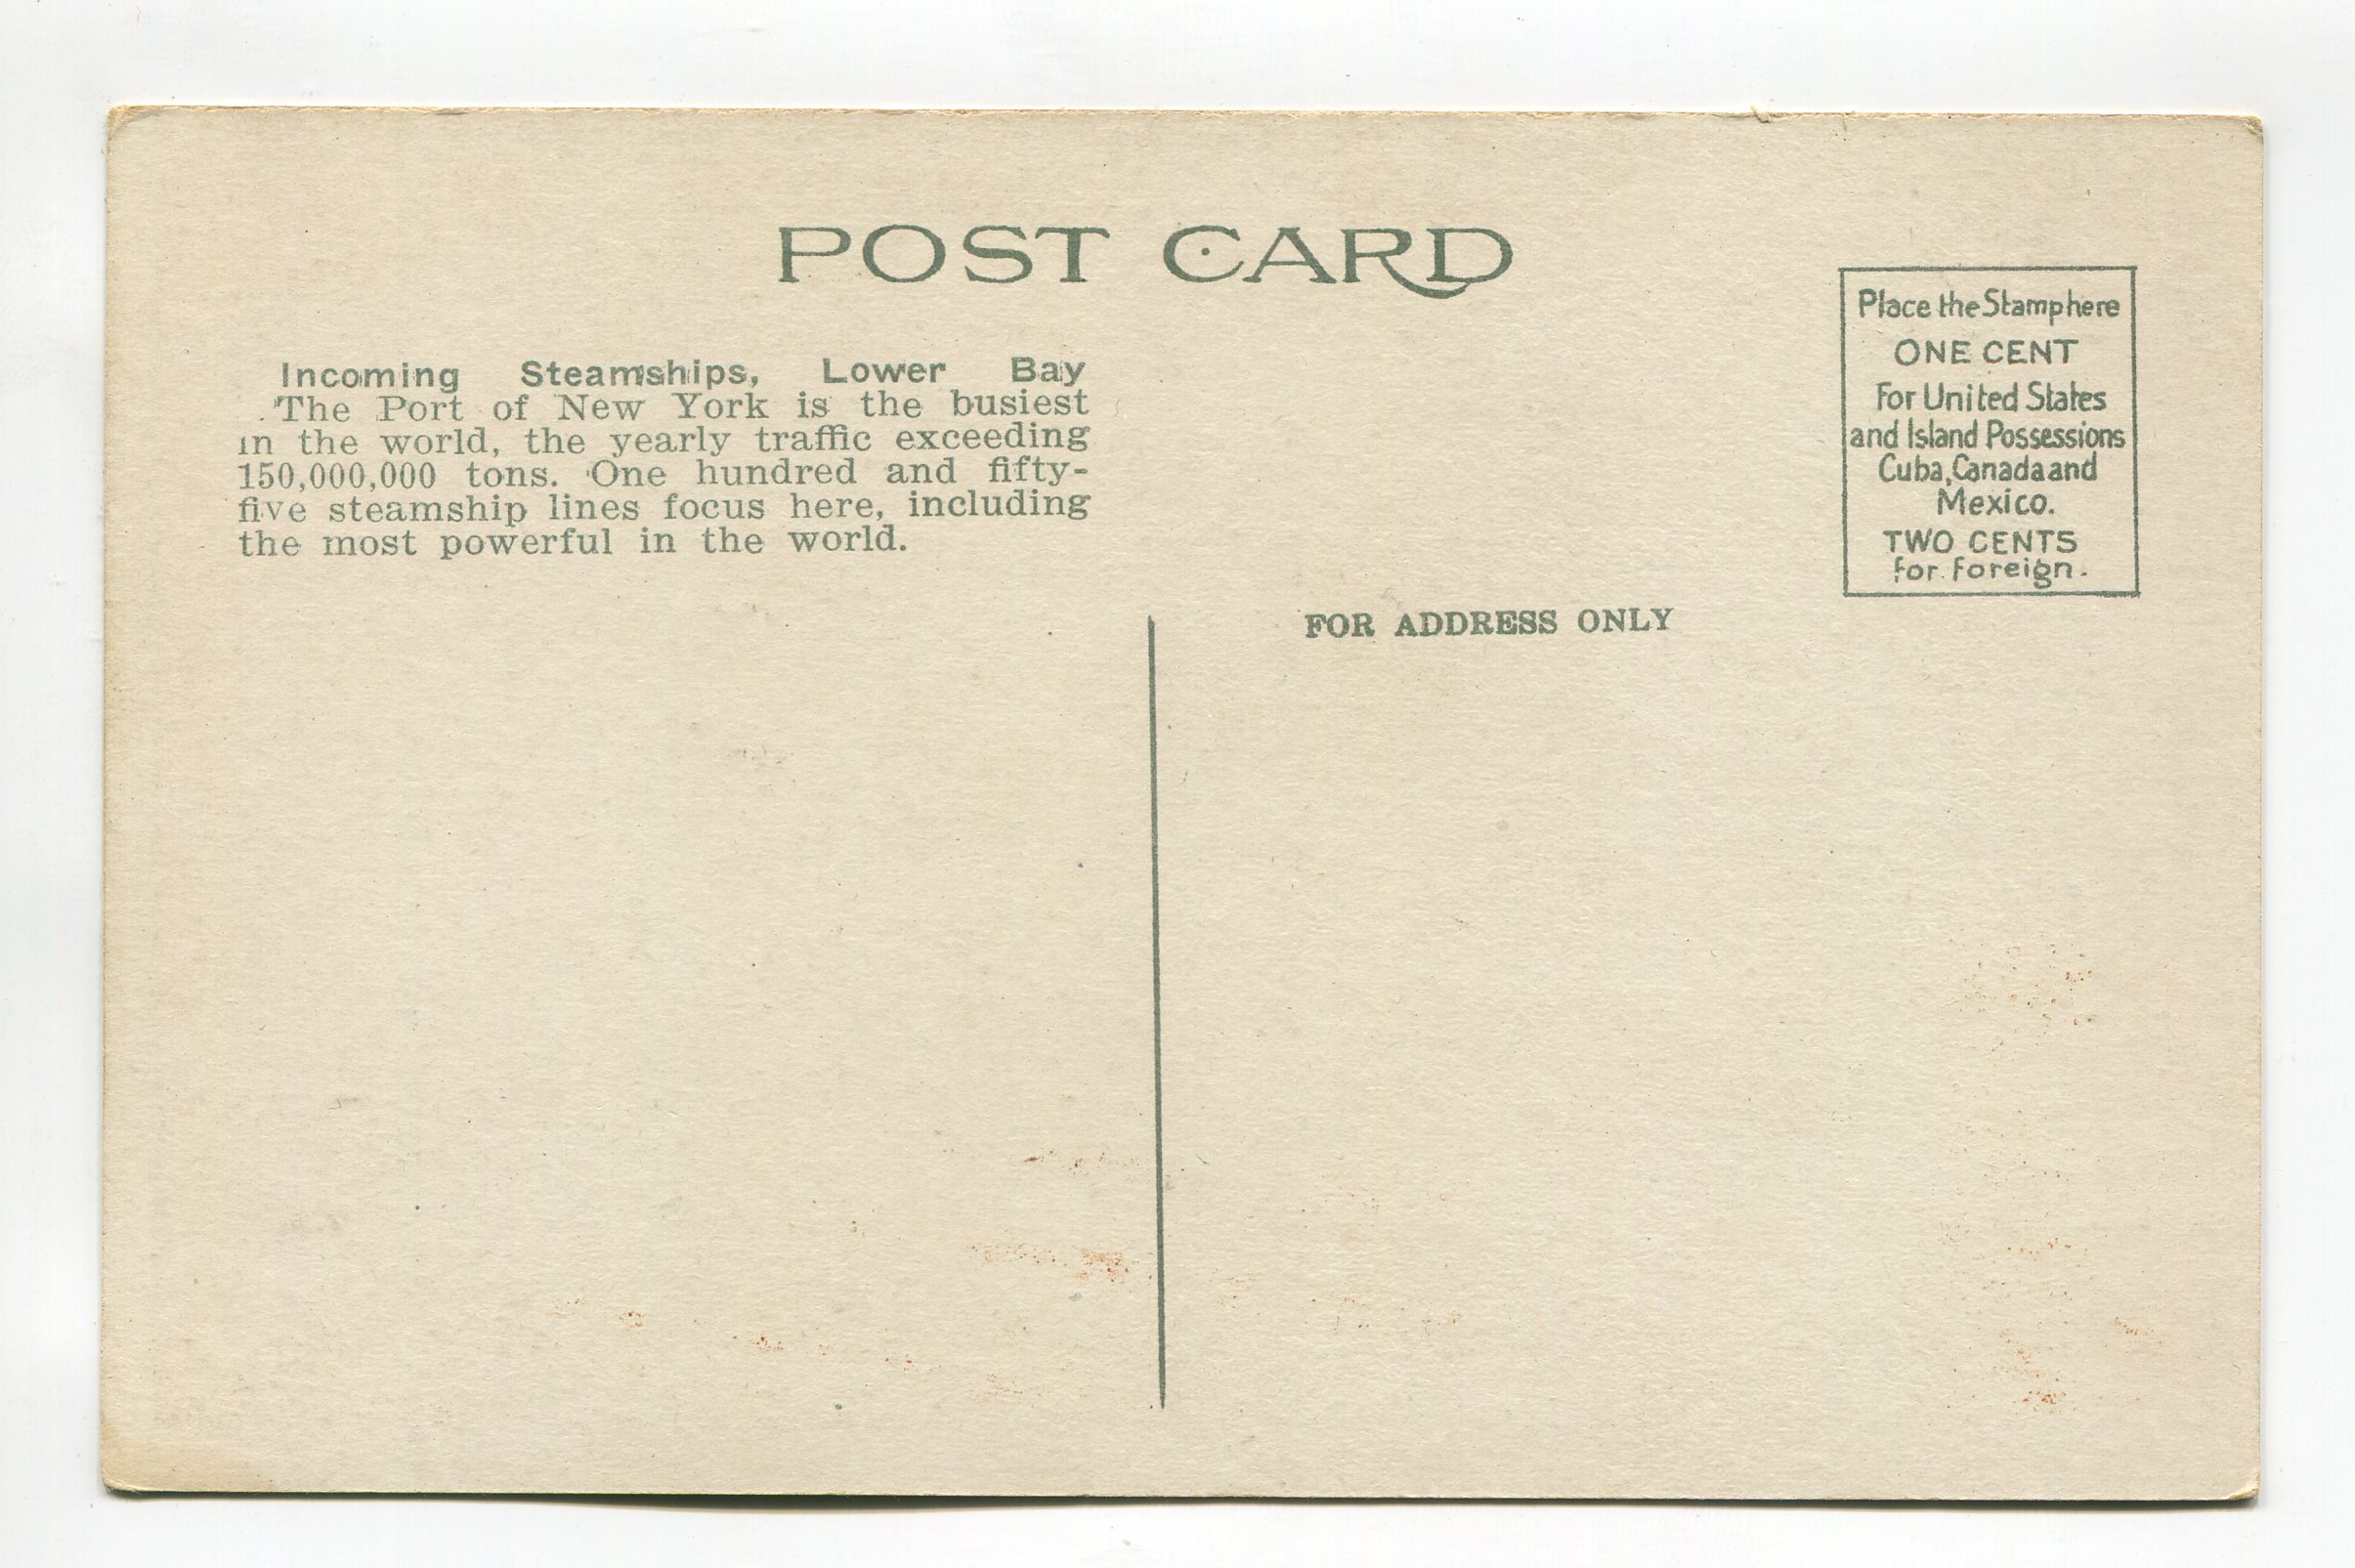 POST CARD
Incoming Steamships, Lower Bay
The Port of New York is the busiest
in the world, the yearly traffic exceeding
150,000,000 tons. One hundred and fifty-
five steamship lines focus here, including
the most powerful in the world.
Place the Stamp here
ONE CENT
For United States
and Island Possessions
Cuba, Canada and
Mexico.
TWO CENTS
for foreign.
FOR ADDRESS ONLY